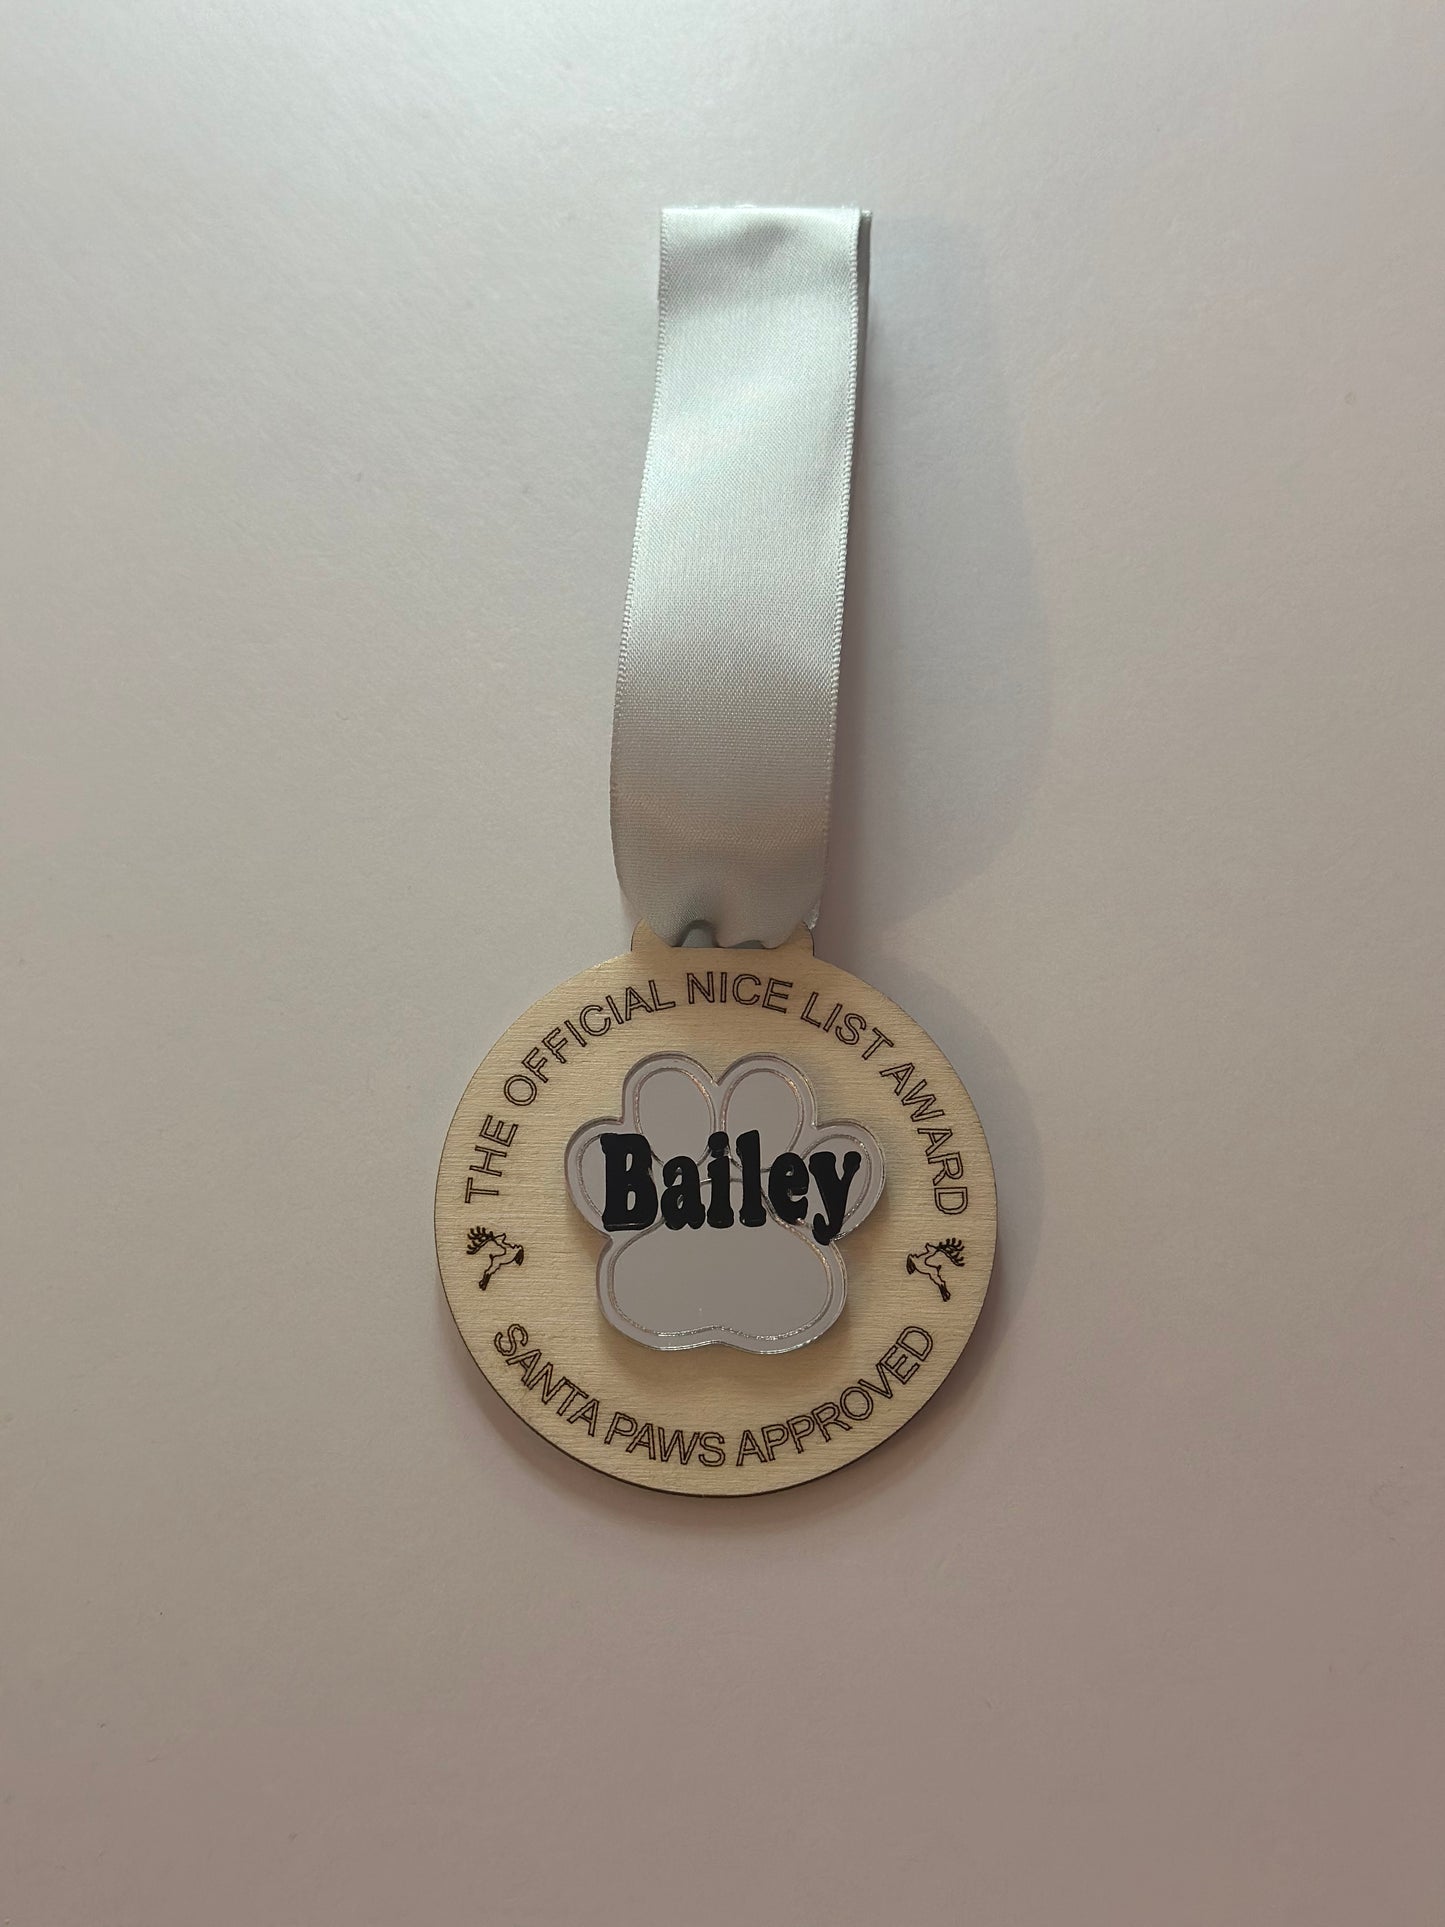 THE OFFICIAL NICE LIST AWARD
Bailey
SANTA PAWS APPROVED